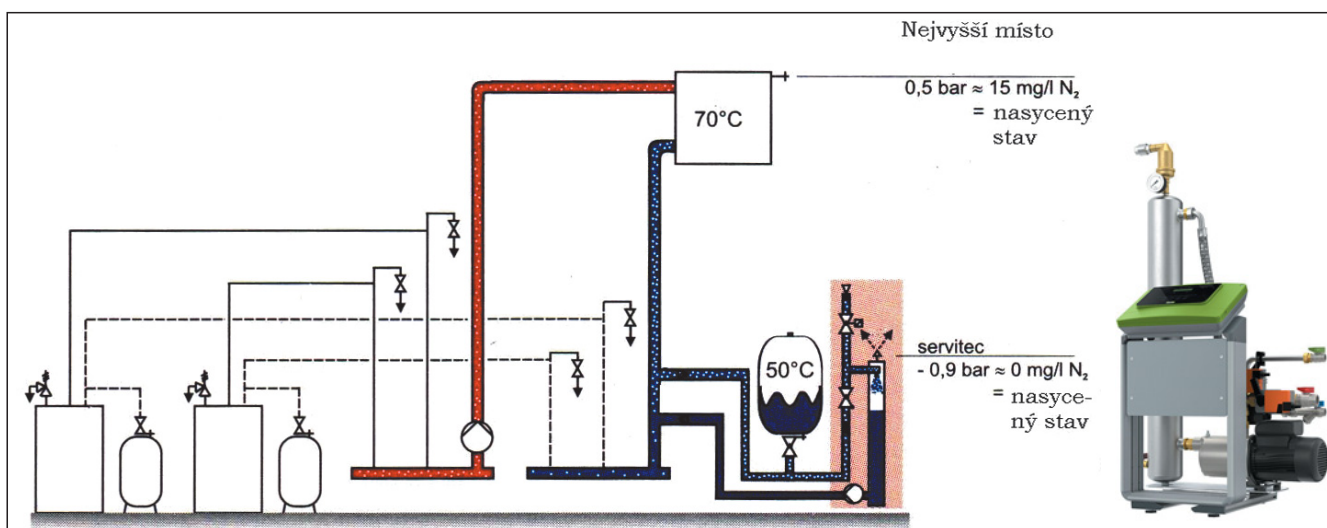 Nejvyšší místo
0,5 bar ≈ 15 mg/l N₂
= nasycený
stav
70°C
50°C
servitec
- 0,9 bar ≈ 0 mg/l N₂
= nasyce-
ný stav